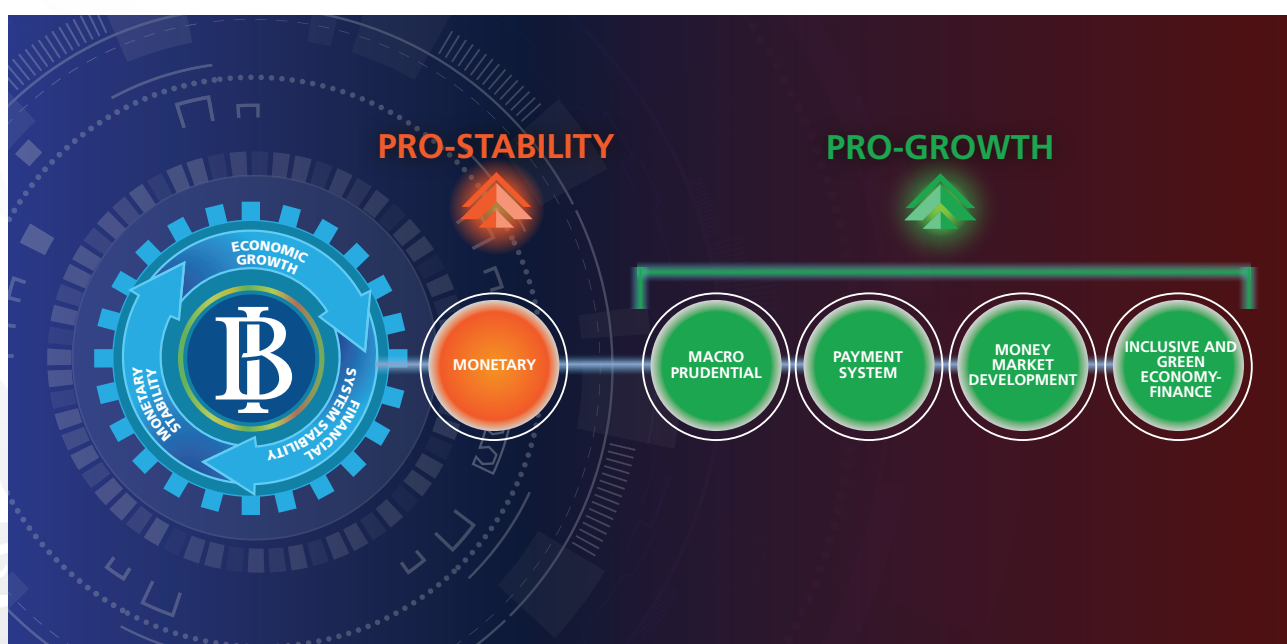 PRO-STABILITY
PRO-GROWTH
ECONOMIC
GROWTH
MONETARY
STABILITY
FINANCIAL
SYSTEM STABILITY
BI
MONETARY
MACRO
PRUDENTIAL
PAYMENT
SYSTEM
MONEY
MARKET
DEVELOPMENT
INCLUSIVE AND
GREEN
ECONOMY-
FINANCE